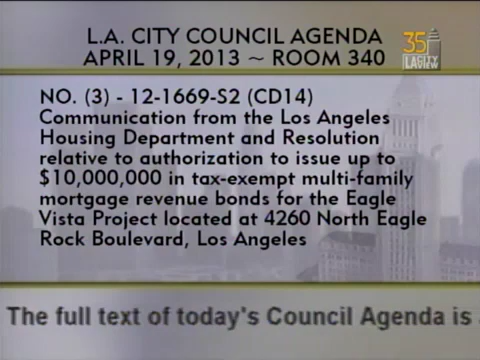 L.A. CITY COUNCIL AGENDA
APRIL 19, 2013 ~ ROOM 340
35
LA CITY
VIEW
NO. (3) - 12-1669-S2 (CD14)
Communication from the Los Angeles
Housing Department and Resolution
relative to authorization to issue up to
$10,000,000 in tax-exempt multi-family
mortgage revenue bonds for the Eagle
Vista Project located at 4260 North Eagle
Rock Boulevard, Los Angeles
The full text of today's Council Agenda is